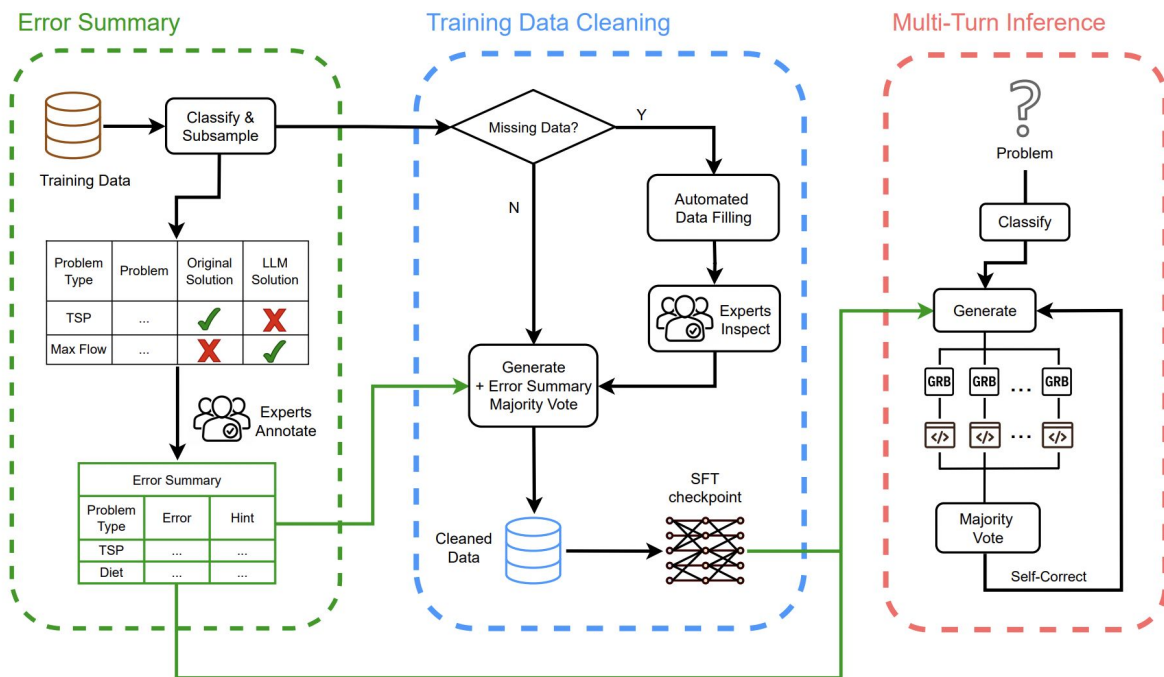 Error Summary
Training Data
Classify &
Subsample
Problem
Type
Problem
Original
Solution
LLM
Solution
TSP
...
Max Flow
...
Experts
Annotate
Error Summary
Problem
Type
Error
Hint
TSP
...
...
Diet
...
...
Training Data Cleaning
Missing Data?
Y
N
Automated
Data Filling
Experts
Inspect
Generate
+ Error Summary
Majority Vote
Cleaned
Data
SFT
checkpoint
Multi-Turn Inference
?
Problem
Classify
Generate
GRB
GRB
...
GRB
</>
</>
...
</>
Majority
Vote
Self-Correct